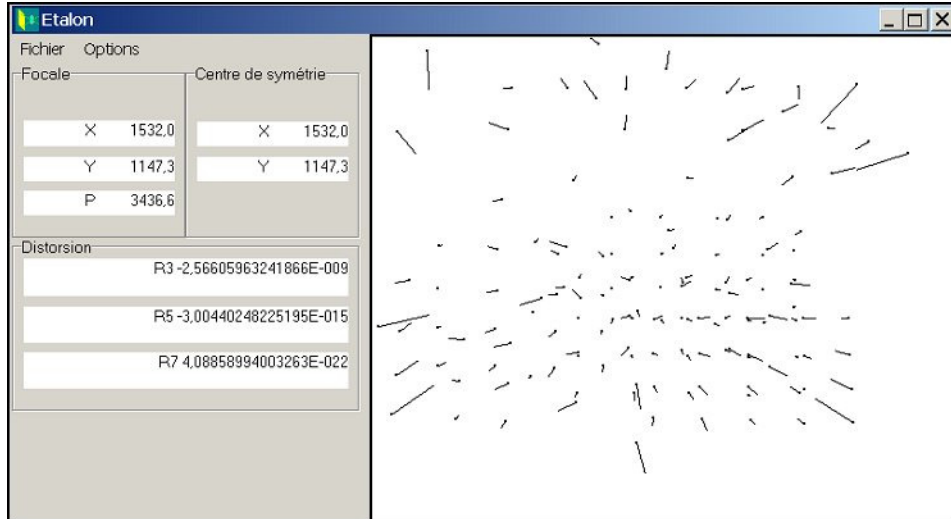 Etalon
Fichier Options
Focale
X 1532,0
Y 1147,3
P 3436,6
Centre de symétrie
X 1532,0
Y 1147,3
Distorsion
R3 -2,56605963241866E-009
R5 -3,00440248225195E-015
R7 4,08858994003263E-022